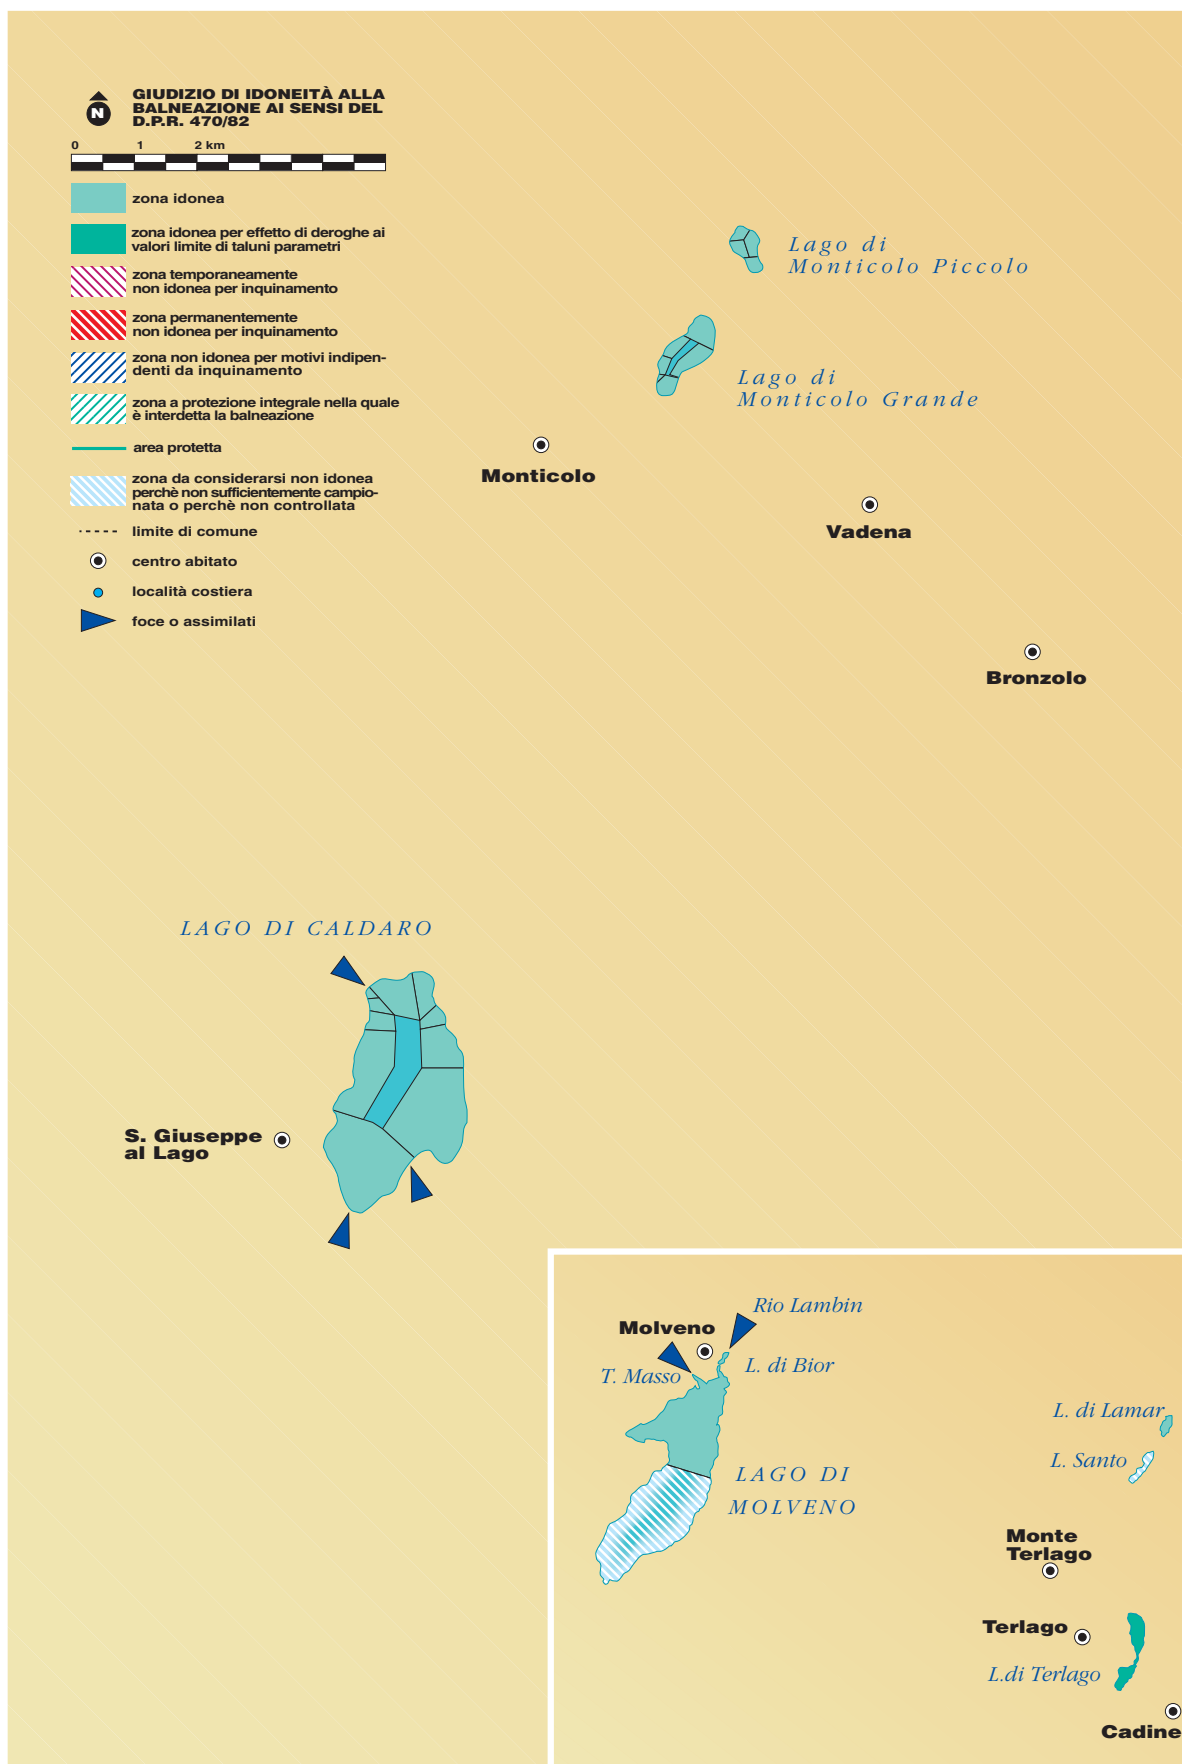 GIUDIZIO DI IDONEITÀ ALLA
BALNEAZIONE AI SENSI DEL
D.P.R. 470/82
N
0 1 2 km
zona idonea
zona idonea per effetto di deroghe ai
valori limite di taluni parametri
zona temporaneamente
non idonea per inquinamento
zona permanentemente
non idonea per inquinamento
zona non idonea per motivi indipen-
denti da inquinamento
zona a protezione integrale nella quale
è interdetta la balneazione
area protetta
zona da considerarsi non idonea
perchè non sufficientemente campio-
nata o perchè non controllata
limite di comune
centro abitato
località costiera
foce o assimilati
Lago di
Monticolo Piccolo
Lago di
Monticolo Grande
Monticolo
Vadena
Bronzolo
LAGO DI CALDARO
S. Giuseppe
al Lago
Rio Lambin
Molveno
L. di Bior
T. Masso
L. di Lamar
L. Santo
LAGO DI
MOLVENO
Monte
Terlago
Terlago
L.di Terlago
Cadine